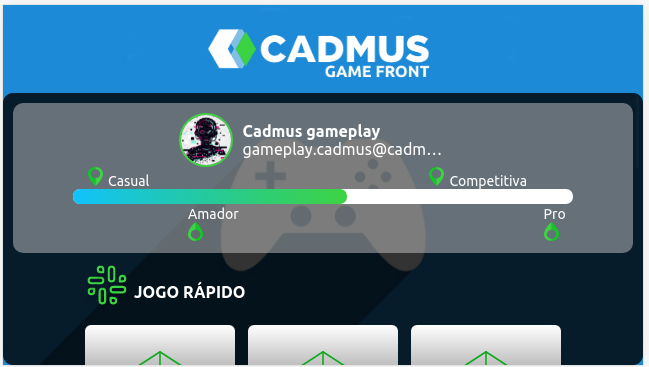 CADMUS
GAME FRONT
Cadmus gameplay
gameplay.cadmus@cadm...
Casual
Competitiva
Amador
Pro
JOGO RÁPIDO